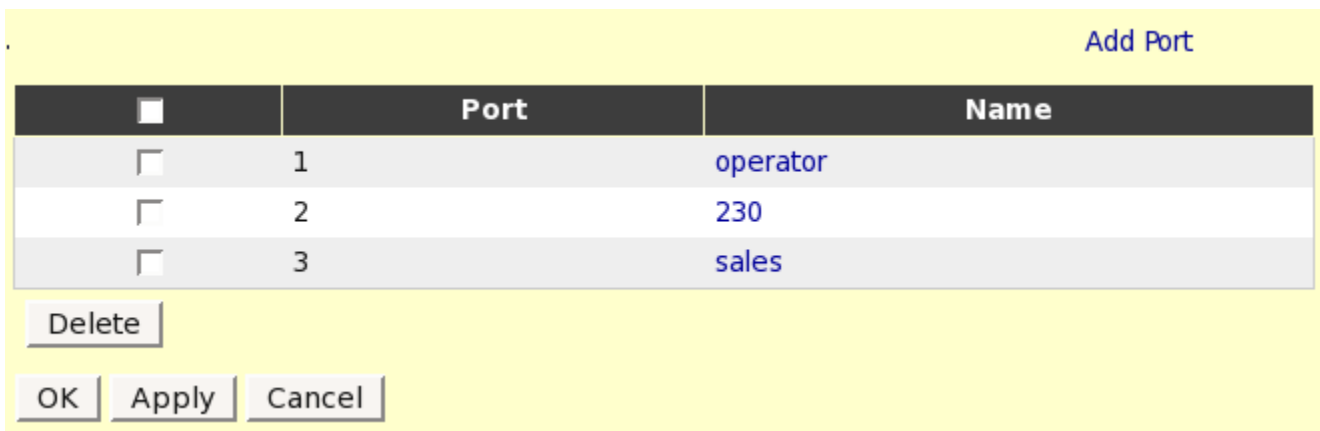 Add Port
Port Name
1 operator
2 230
3 sales
Delete
OK Apply Cancel